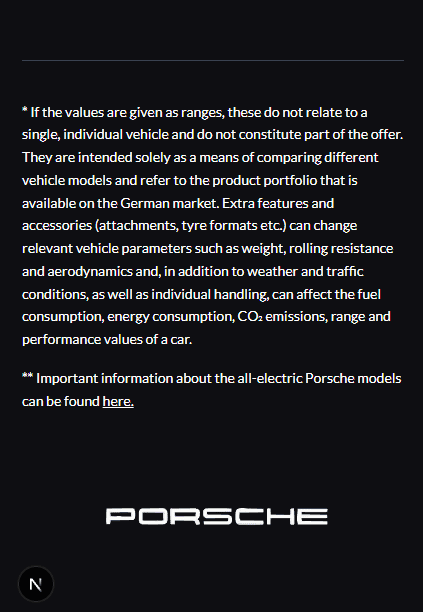 * If the values are given as ranges, these do not relate to a
single, individual vehicle and do not constitute part of the offer.
They are intended solely as a means of comparing different
vehicle models and refer to the product portfolio that is
available on the German market. Extra features and
accessories (attachments, tyre formats etc.) can change
relevant vehicle parameters such as weight, rolling resistance
and aerodynamics and, in addition to weather and traffic
conditions, as well as individual handling, can affect the fuel
consumption, energy consumption, CO₂ emissions, range and
performance values of a car.
** Important information about the all-electric Porsche models
can be found here.
PORSCHE
N